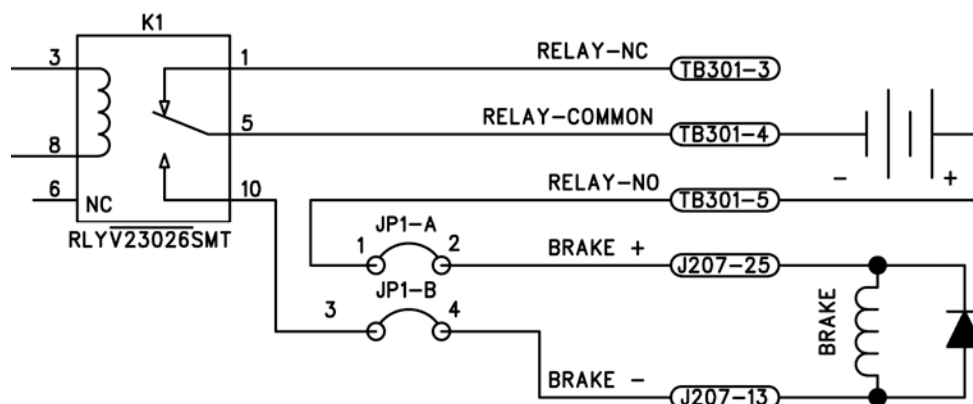 K1
3
1
RELAY-NC
TB301-3
RELAY-COMMON
5
TB301-4
8
- +
6
NC
10
RELAY-NO
TB301-5
RLYV23026SMT
JP1-A
1
2
BRAKE +
J207-25
JP1-B
3
4
BRAKE
BRAKE -
J207-13